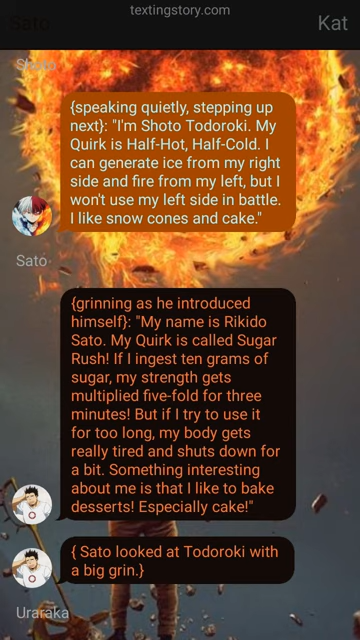 textingstory.com
Sato
Kat
Shoto
{speaking quietly, stepping up
next}: "I'm Shoto Todoroki. My
Quirk is Half-Hot, Half-Cold. I
can generate ice from my right
side and fire from my left, but I
won't use my left side in battle.
I like snow cones and cake."
Sato
{grinning as he introduced
himself}: "My name is Rikido
Sato. My Quirk is called Sugar
Rush! If I ingest ten grams of
sugar, my strength gets
multiplied five-fold for three
minutes! But if I try to use it
for too long, my body gets
really tired and shuts down for
a bit. Something interesting
about me is that I like to bake
desserts! Especially cake!"
{ Sato looked at Todoroki with
a big grin.}
Uraraka